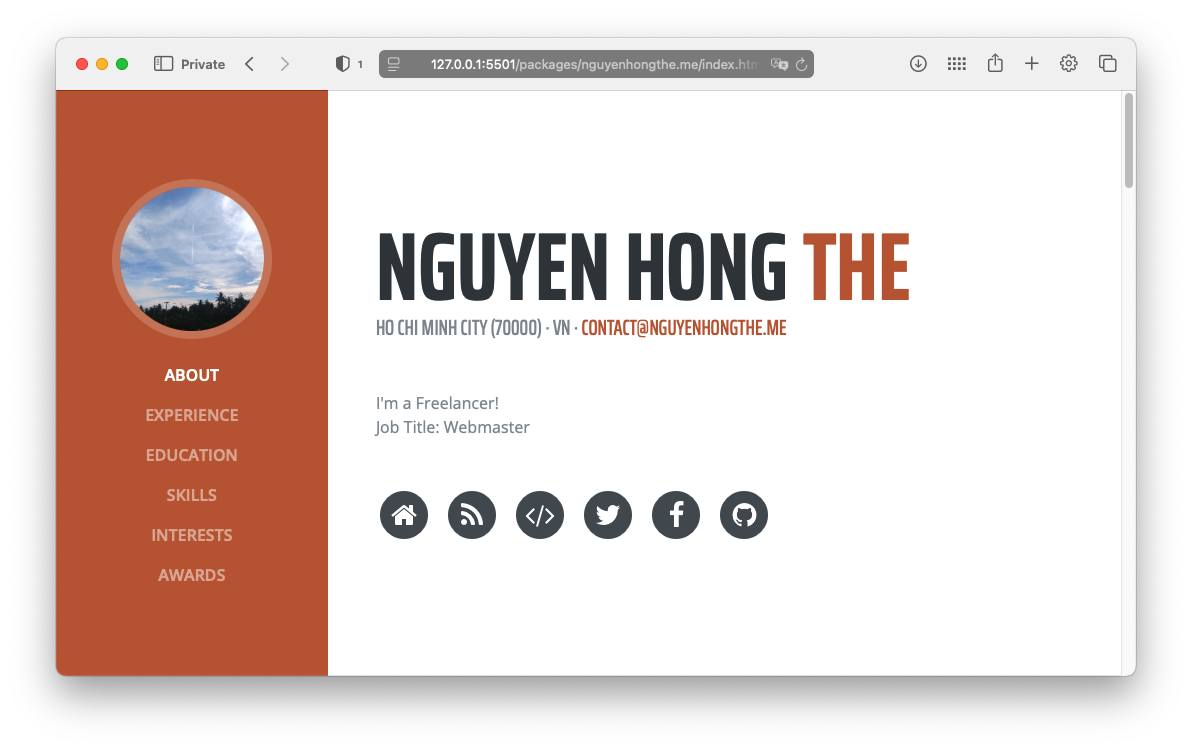 Private
1
127.0.0.1:5501/packages/nguyenhongthe.me/index.htm
NGUYEN HONG THE
HO CHI MINH CITY (70000) · VN · CONTACT@NGUYENHONGTHE.ME
ABOUT
EXPERIENCE
EDUCATION
SKILLS
INTERESTS
AWARDS
I'm a Freelancer!
Job Title: Webmaster